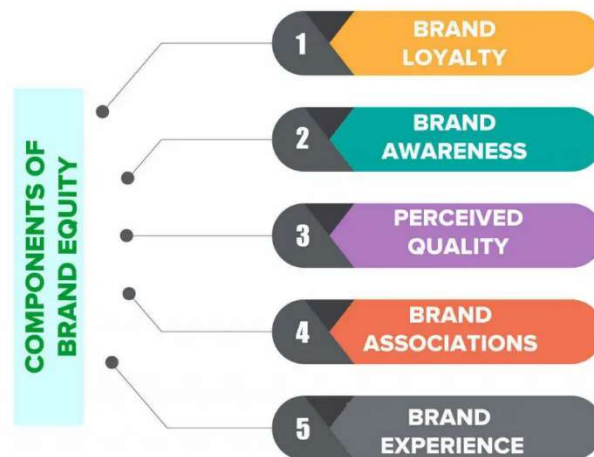 COMPONENTS OF
BRAND EQUITY
1
BRAND
LOYALTY
2
BRAND
AWARENESS
3
PERCEIVED
QUALITY
4
BRAND
ASSOCIATIONS
5
BRAND
EXPERIENCE